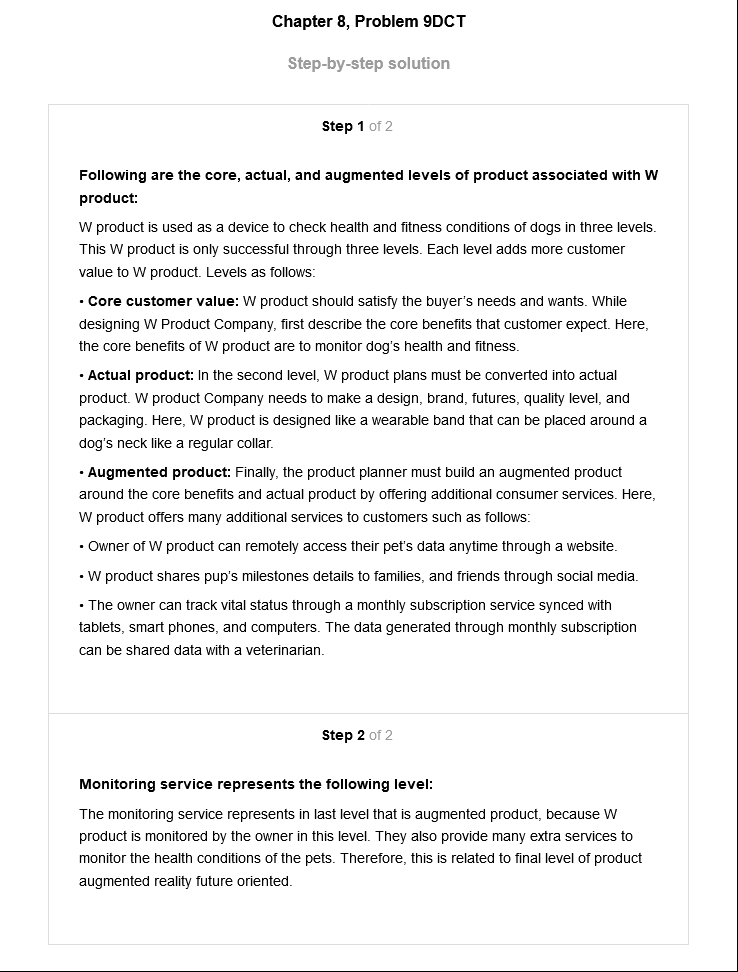 Chapter 8, Problem 9DCT
Step-by-step solution
Step 1 of 2
Following are the core, actual, and augmented levels of product associated with W
product:
W product is used as a device to check health and fitness conditions of dogs in three levels.
This W product is only successful through three levels. Each level adds more customer
value to W product. Levels as follows:
• Core customer value: W product should satisfy the buyer's needs and wants. While
designing W Product Company, first describe the core benefits that customer expect. Here,
the core benefits of W product are to monitor dog's health and fitness.
• Actual product: In the second level, W product plans must be converted into actual
product. W product Company needs to make a design, brand, futures, quality level, and
packaging. Here, W product is designed like a wearable band that can be placed around a
dog's neck like a regular collar.
• Augmented product: Finally, the product planner must build an augmented product
around the core benefits and actual product by offering additional consumer services. Here,
W product offers many additional services to customers such as follows:
• Owner of W product can remotely access their pet's data anytime through a website.
• W product shares pup's milestones details to families, and friends through social media.
• The owner can track vital status through a monthly subscription service synced with
tablets, smart phones, and computers. The data generated through monthly subscription
can be shared data with a veterinarian.
Step 2 of 2
Monitoring service represents the following level:
The monitoring service represents in last level that is augmented product, because W
product is monitored by the owner in this level. They also provide many extra services to
monitor the health conditions of the pets. Therefore, this is related to final level of product
augmented reality future oriented.